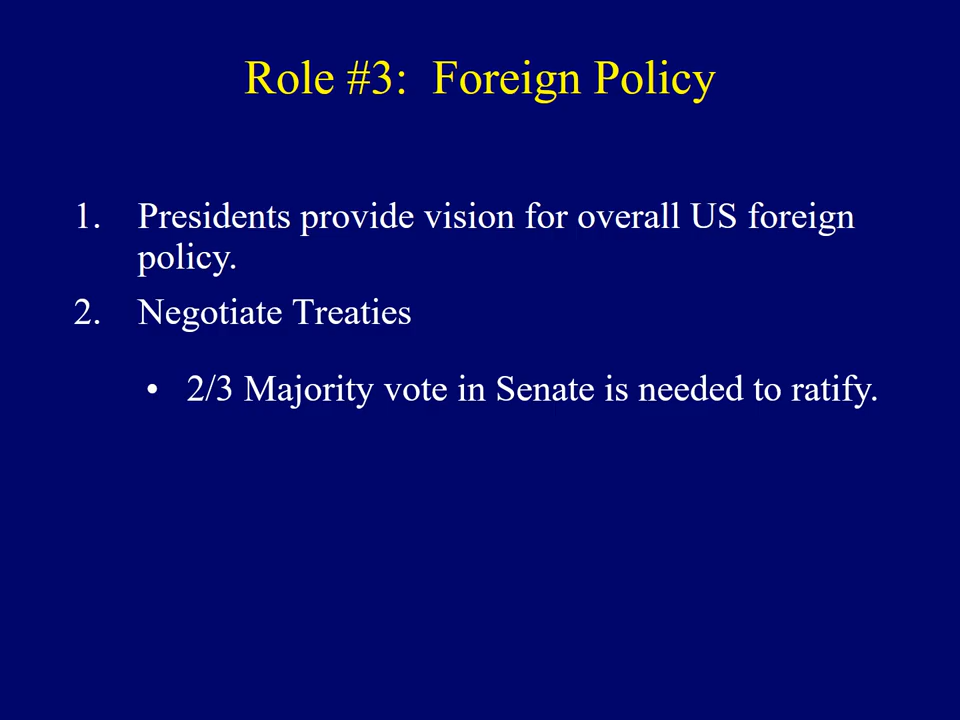 Role #3:  Foreign Policy
1. Presidents provide vision for overall US foreign
policy.
2. Negotiate Treaties
• 2/3 Majority vote in Senate is needed to ratify.